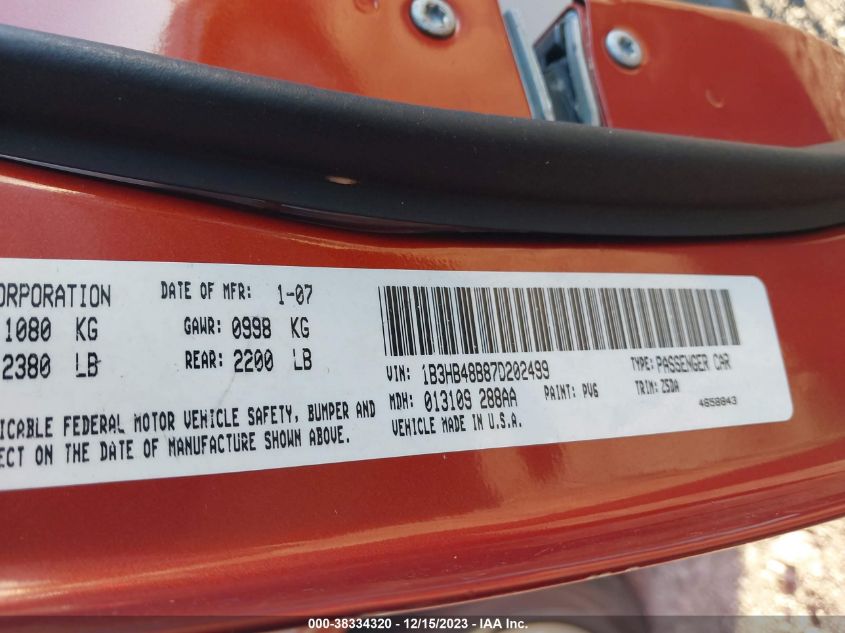 ORPORATION DATE OF MFR: 1-07
1080 KG GAWR: 0998 KG
2380 LB REAR: 2200 LB
VIN: 1B3HB48B87D202499 TYPE: PASSENGER CAR
MDH: 013109 288AA PAINT: PV6 TRIM: Z5DA
VEHICLE MADE IN U.S.A. 4658843
ICABLE FEDERAL MOTOR VEHICLE SAFETY, BUMPER AND
ECT ON THE DATE OF MANUFACTURE SHOWN ABOVE.
000-38334320 - 12/15/2023 - IAA Inc.